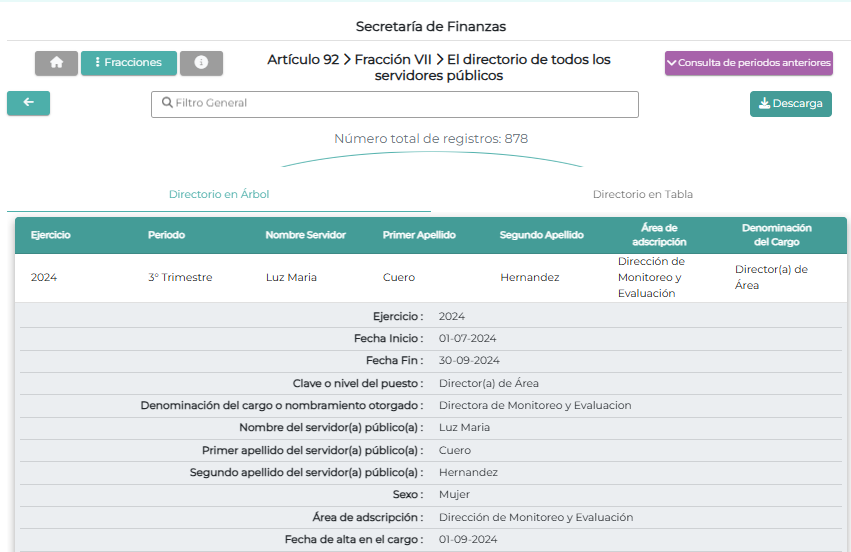 Secretaría de Finanzas
Fracciones
Artículo 92 > Fracción VII > El directorio de todos los
servidores públicos
Consulta de periodos anteriores
Filtro General
Descarga
Número total de registros: 878
Directorio en Árbol
Directorio en Tabla
Ejercicio Periodo Nombre Servidor Primer Apellido Segundo Apellido Área de adscripción Denominación del Cargo
2024 3° Trimestre Luz Maria Cuero Hernandez Dirección de Monitoreo y Evaluación Director(a) de Área
Ejercicio : 2024
Fecha Inicio : 01-07-2024
Fecha Fin : 30-09-2024
Clave o nivel del puesto : Director(a) de Área
Denominación del cargo o nombramiento otorgado : Directora de Monitoreo y Evaluacion
Nombre del servidor(a) público(a) : Luz Maria
Primer apellido del servidor(a) público(a) : Cuero
Segundo apellido del servidor(a) público(a) : Hernandez
Sexo : Mujer
Área de adscripción : Dirección de Monitoreo y Evaluación
Fecha de alta en el cargo : 01-09-2024